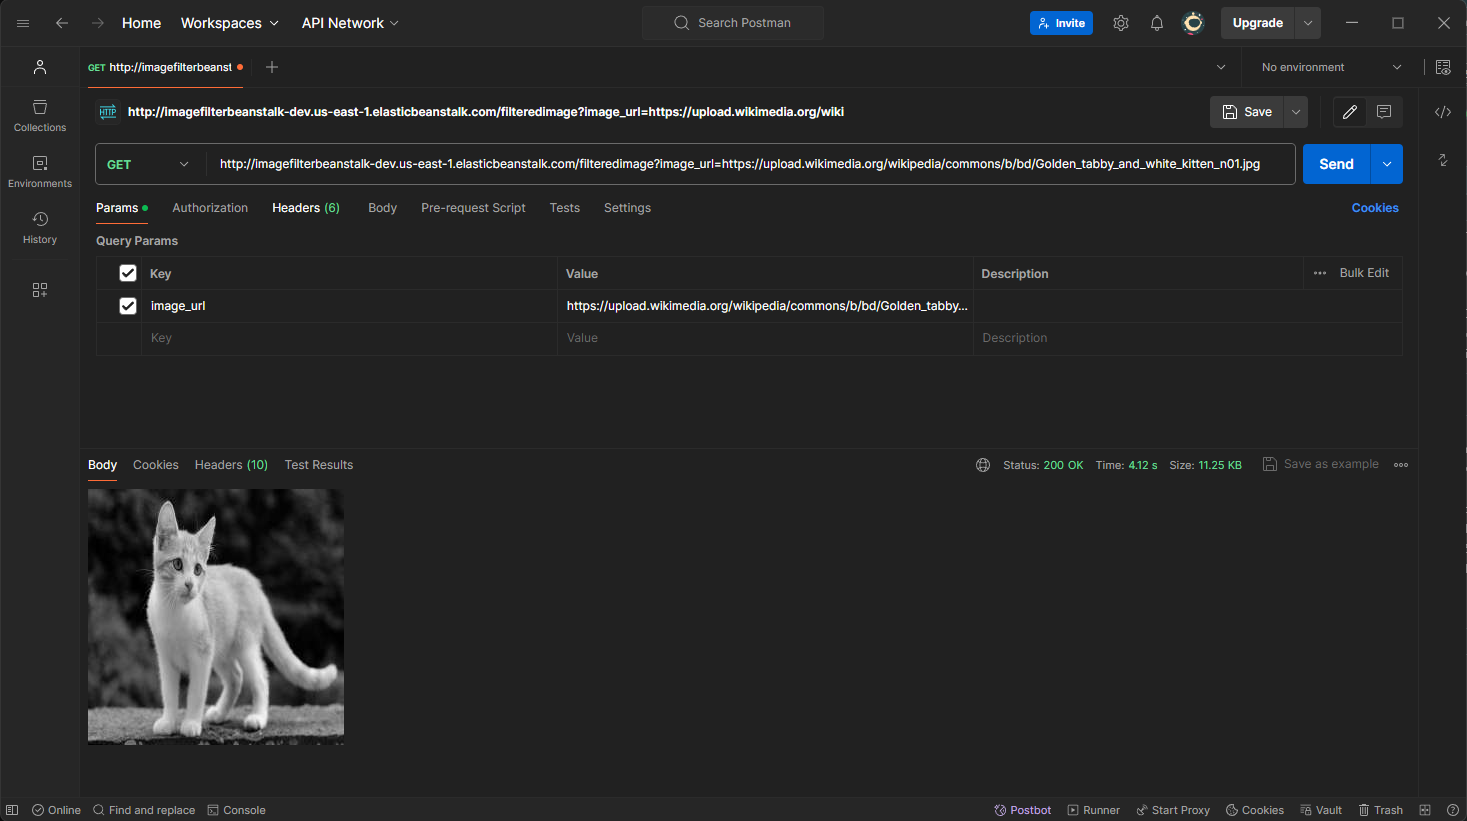 Home Workspaces API Network Search Postman Invite Upgrade
GET http://imagefilterbeanst No environment
HTTP http://imagefilterbeanstalk-dev.us-east-1.elasticbeanstalk.com/filteredimage?image_url=https://upload.wikimedia.org/wiki Save
Collections
GET http://imagefilterbeanstalk-dev.us-east-1.elasticbeanstalk.com/filteredimage?image_url=https://upload.wikimedia.org/wikipedia/commons/b/bd/Golden_tabby_and_white_kitten_n01.jpg Send
Environments
Params Authorization Headers (6) Body Pre-request Script Tests Settings Cookies
History
Query Params
Key Value Description Bulk Edit
image_url https://upload.wikimedia.org/wikipedia/commons/b/bd/Golden_tabby...
Key Value Description
Body Cookies Headers (10) Test Results Status: 200 OK Time: 4.12 s Size: 11.25 KB Save as example
Online Find and replace Console Postbot Runner Start Proxy Cookies Vault Trash